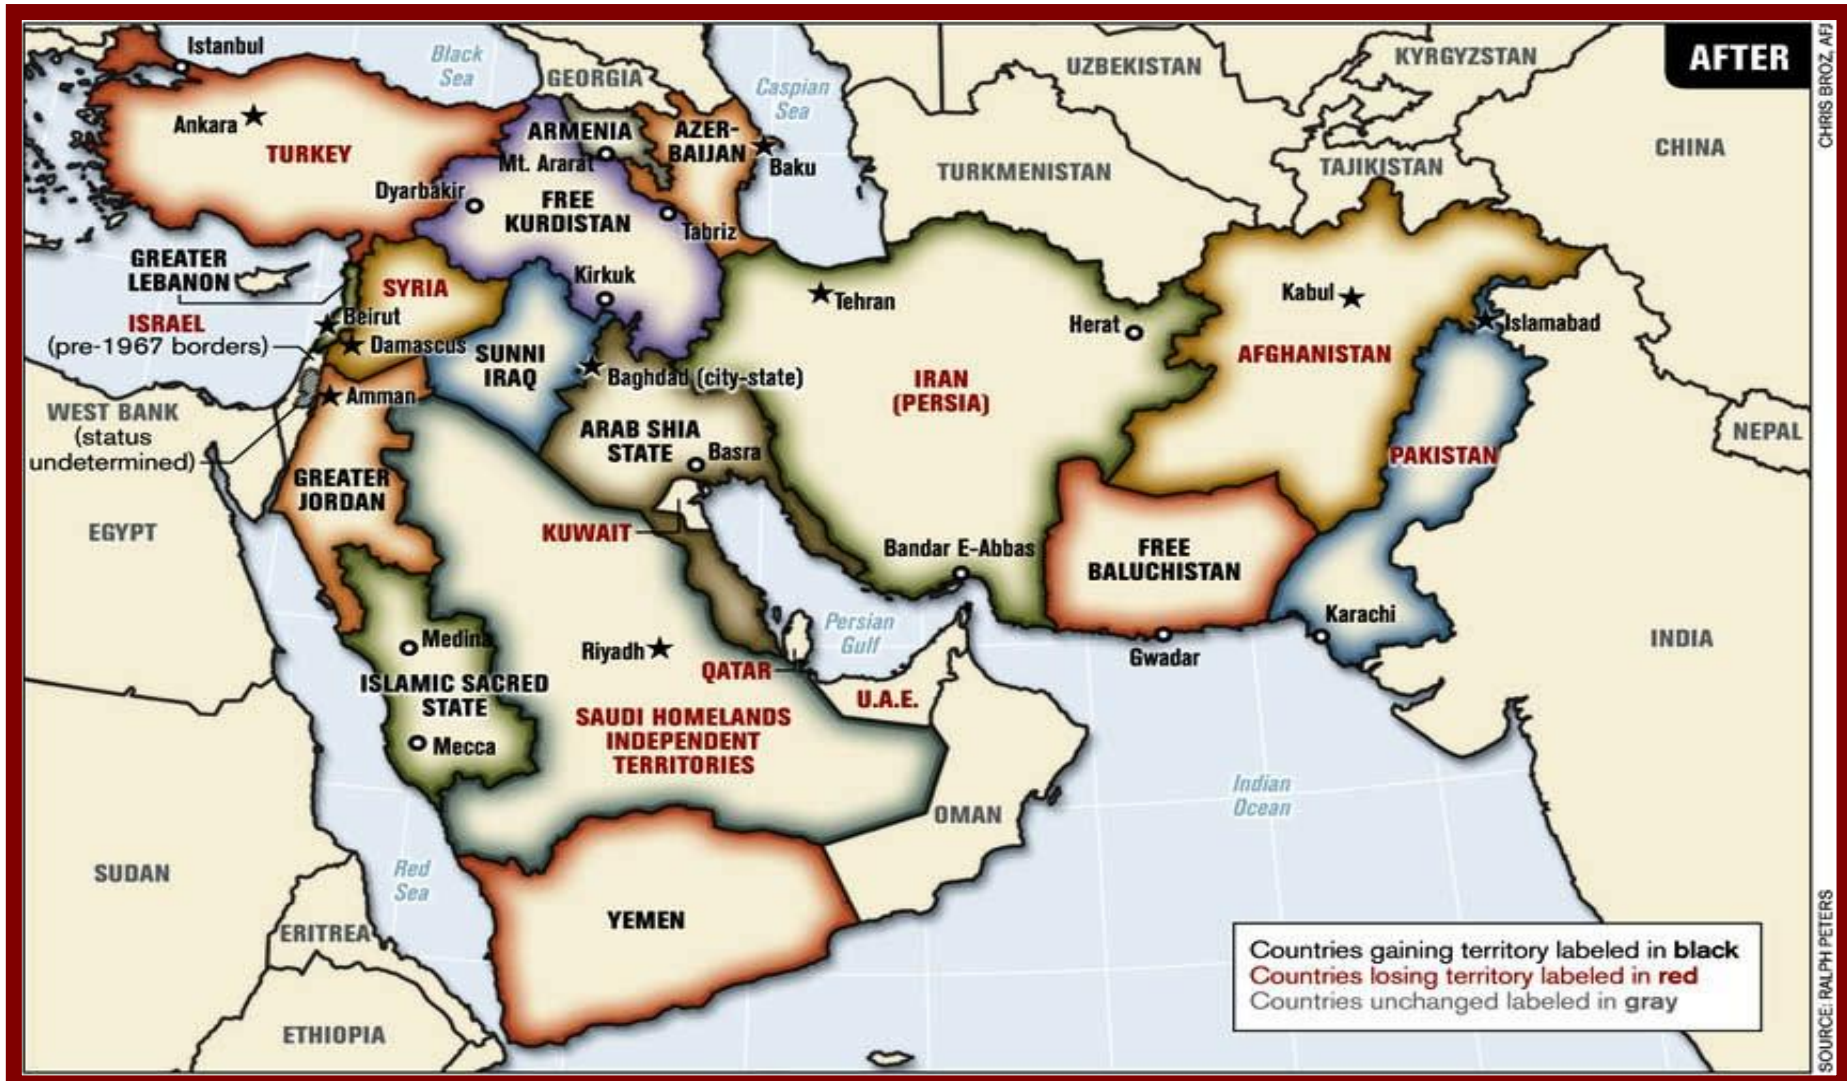 AFTER
CHRIS BROZ, AFJ
Istanbul
Black
Sea
GEORGIA
Caspian
Sea
UZBEKISTAN
KYRGYZSTAN
Ankara
TURKEY
ARMENIA
Mt. Ararat
AZER-
BAIJAN
Baku
TURKMENISTAN
TAJIKISTAN
CHINA
Dyarbakir
FREE
KURDISTAN
Tabriz
GREATER
LEBANON
SYRIA
Kirkuk
Tehran
Herat
Kabul
Islamabad
ISRAEL
(pre-1967 borders)
Beirut
Damascus
SUNNI
IRAQ
Baghdad (city-state)
IRAN
(PERSIA)
AFGHANISTAN
WEST BANK
(status
undetermined)
Amman
ARAB SHIA
STATE
Basra
PAKISTAN
NEPAL
GREATER
JORDAN
EGYPT
KUWAIT
Bandar E-Abbas
FREE
BALUCHISTAN
Karachi
Medina
Riyadh
Persian
Gulf
Gwadar
INDIA
QATAR
ISLAMIC SACRED
STATE
U.A.E.
Mecca
SAUDI HOMELANDS
INDEPENDENT
TERRITORIES
Indian
Ocean
OMAN
SUDAN
Red
Sea
YEMEN
ERITREA
ETHIOPIA
Countries gaining territory labeled in black
Countries losing territory labeled in red
Countries unchanged labeled in gray
SOURCE: RALPH PETERS